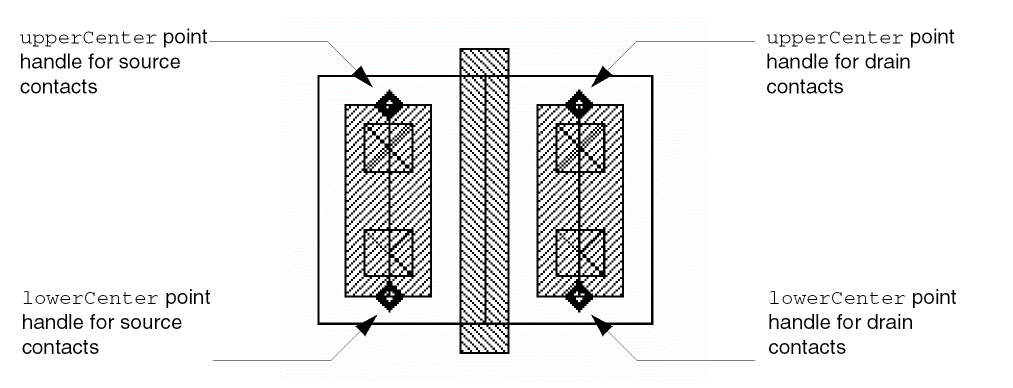 upperCenter point
handle for source
contacts
upperCenter point
handle for drain
contacts
lowerCenter point
handle for source
contacts
lowerCenter point
handle for drain
contacts